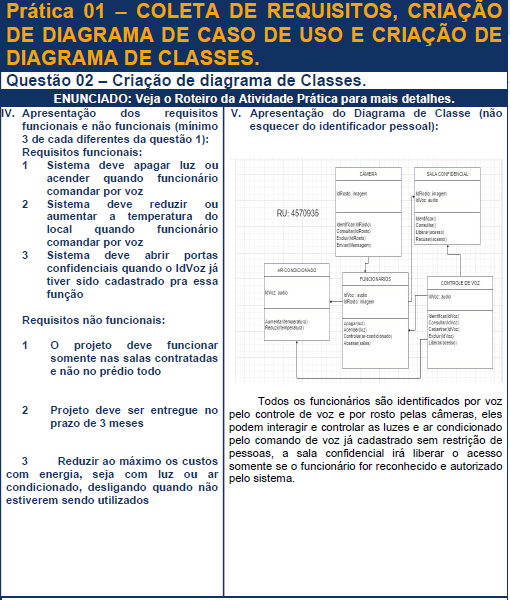 Prática 01 – COLETA DE REQUISITOS, CRIAÇÃO
DE DIAGRAMA DE CASO DE USO E CRIAÇÃO DE
DIAGRAMA DE CLASSES.
Questão 02 – Criação de diagrama de Classes.
ENUNCIADO: Veja o Roteiro da Atividade Prática para mais detalhes.
IV. Apresentação dos requisitos
funcionais e não funcionais (mínimo
3 de cada diferentes da questão 1):
Requisitos funcionais:
1 Sistema deve apagar luz ou
acender quando funcionário
comandar por voz
2 Sistema deve reduzir ou
aumentar a temperatura do
local quando funcionário
comandar por voz
3 Sistema deve abrir portas
confidenciais quando o IdVoz já
tiver sido cadastrado pra essa
função
Requisitos não funcionais:
1 O projeto deve funcionar
somente nas salas contratadas
e não no prédio todo
2 Projeto deve ser entregue no
prazo de 3 meses
3 Reduzir ao máximo os custos
com energia, seja com luz ou ar
condicionado, desligando quando não
estiverem sendo utilizados
V. Apresentação do Diagrama de Classe (não
esquecer do identificador pessoal):
RU: 4570935
CÂMERA
IdRosto: imagem
Identificar(IdRosto)
Consultar(IdRosto)
Excluir(IdRosto)
Enviar(Mensagem)
SALA CONFIDENCIAL
IdRosto: imagem
IdVoz: audio
Identificar()
Consultar()
Liberar(acesso)
Recusar(acesso)
AR-CONDICIONADO
IdVoz: audio
Aumentar(temperatura)
Reduzir(temperatura)
FUNCIONARIOS
IdVoz : audio
IdRosto: imagem
Apagar(luz)
Acender(luz)
Controlar(ar-condicionado)
Acessar(salas)
CONTROLE DE VOZ
IdVoz: audio
Identificar(IdVoz)
Consultar(IdVoz)
Cadastrar(IdVoz)
Excluir(IdVoz)
Liberar(acesso)
Todos os funcionários são identificados por voz
pelo controle de voz e por rosto pelas câmeras, eles
podem interagir e controlar as luzes e ar condicionado
pelo comando de voz já cadastrado sem restrição de
pessoas, a sala confidencial irá liberar o acesso
somente se o funcionário for reconhecido e autorizado
pelo sistema.